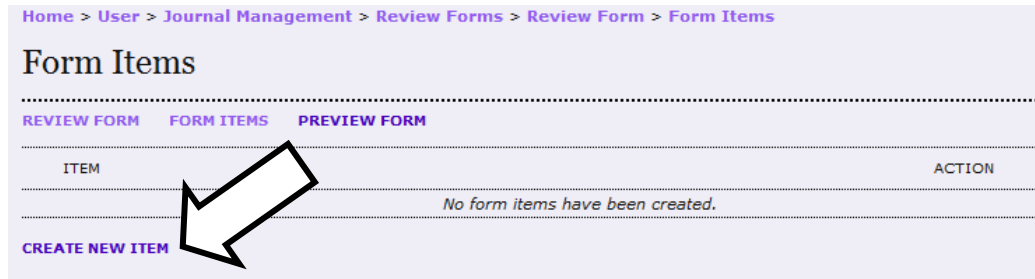 Home > User > Journal Management > Review Forms > Review Form > Form Items
Form Items
REVIEW FORM FORM ITEMS PREVIEW FORM
ITEM ACTION
No form items have been created.
CREATE NEW ITEM